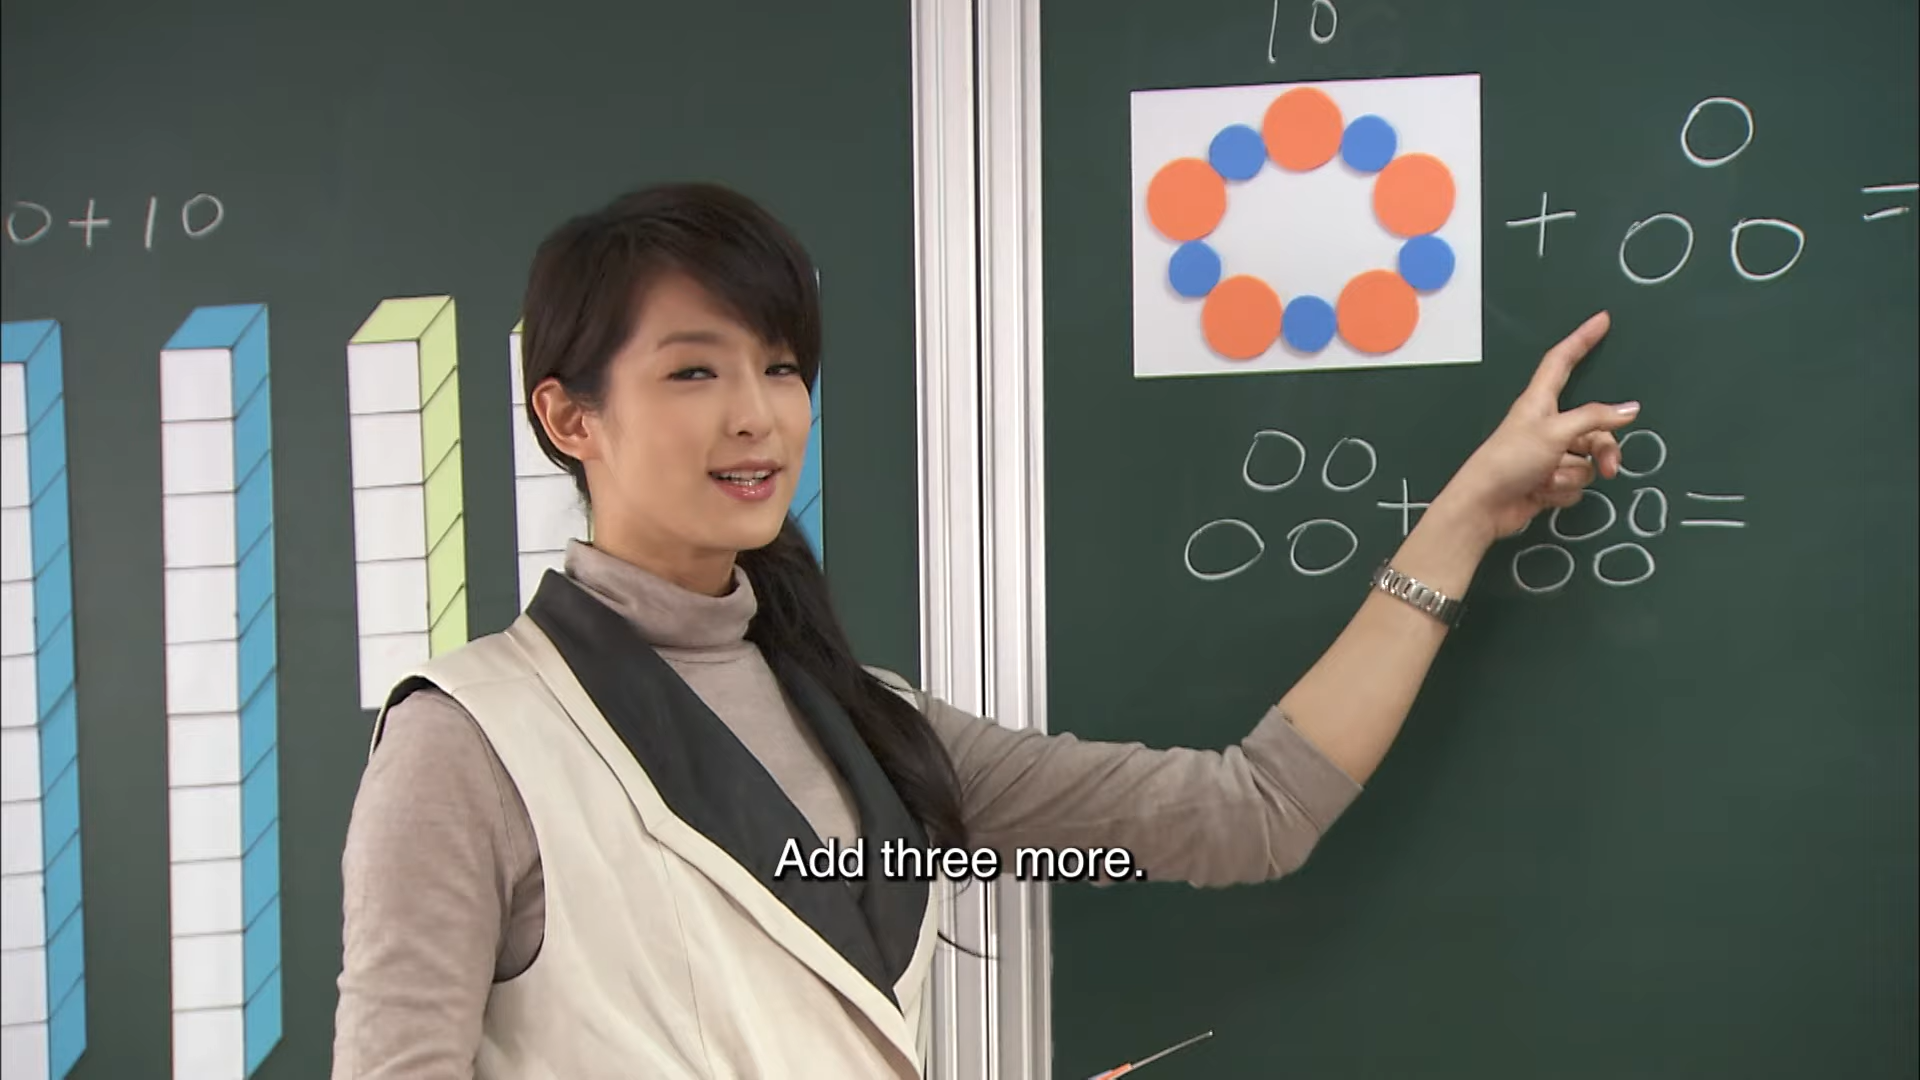 10
+ =
0+10
+ =
Add three more.